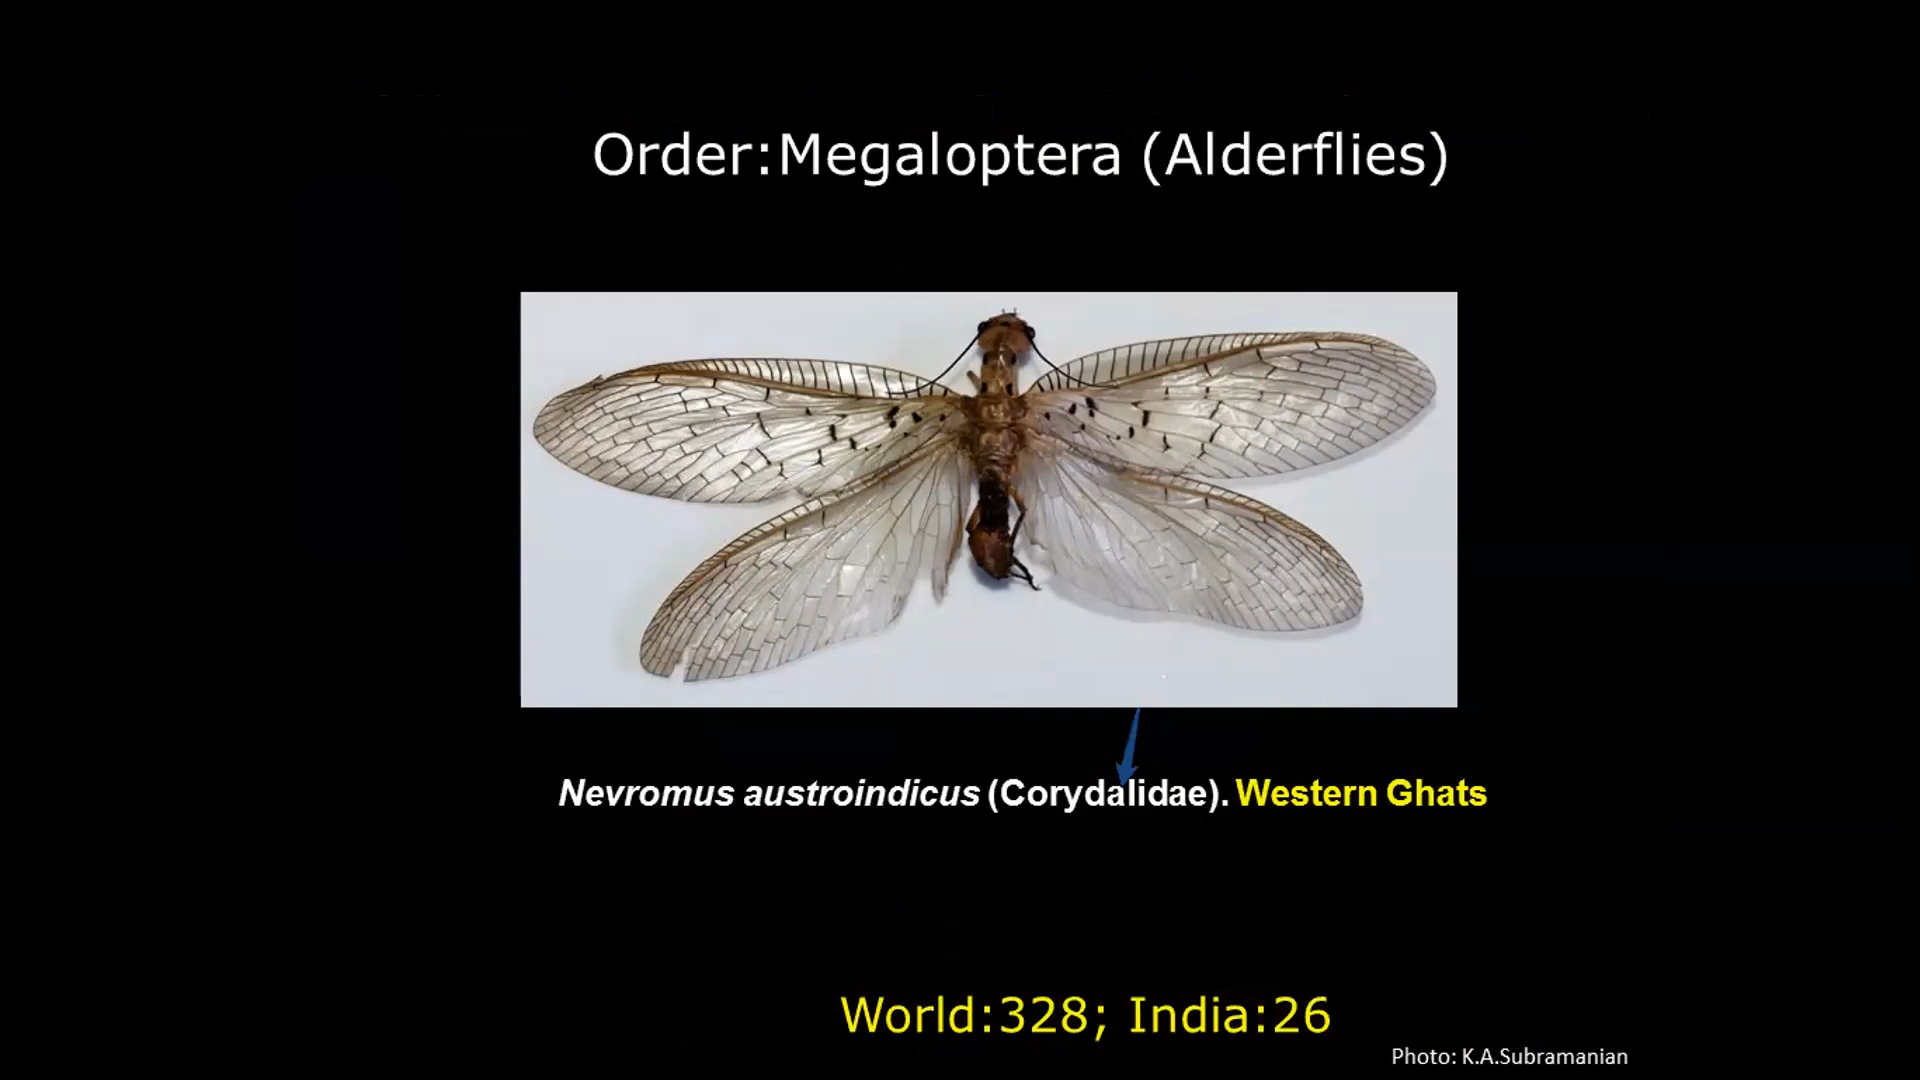 Order:Megaloptera (Alderflies)
Nevromus austroindicus (Corydalidae). Western Ghats
World:328; India:26
Photo: K.A.Subramanian